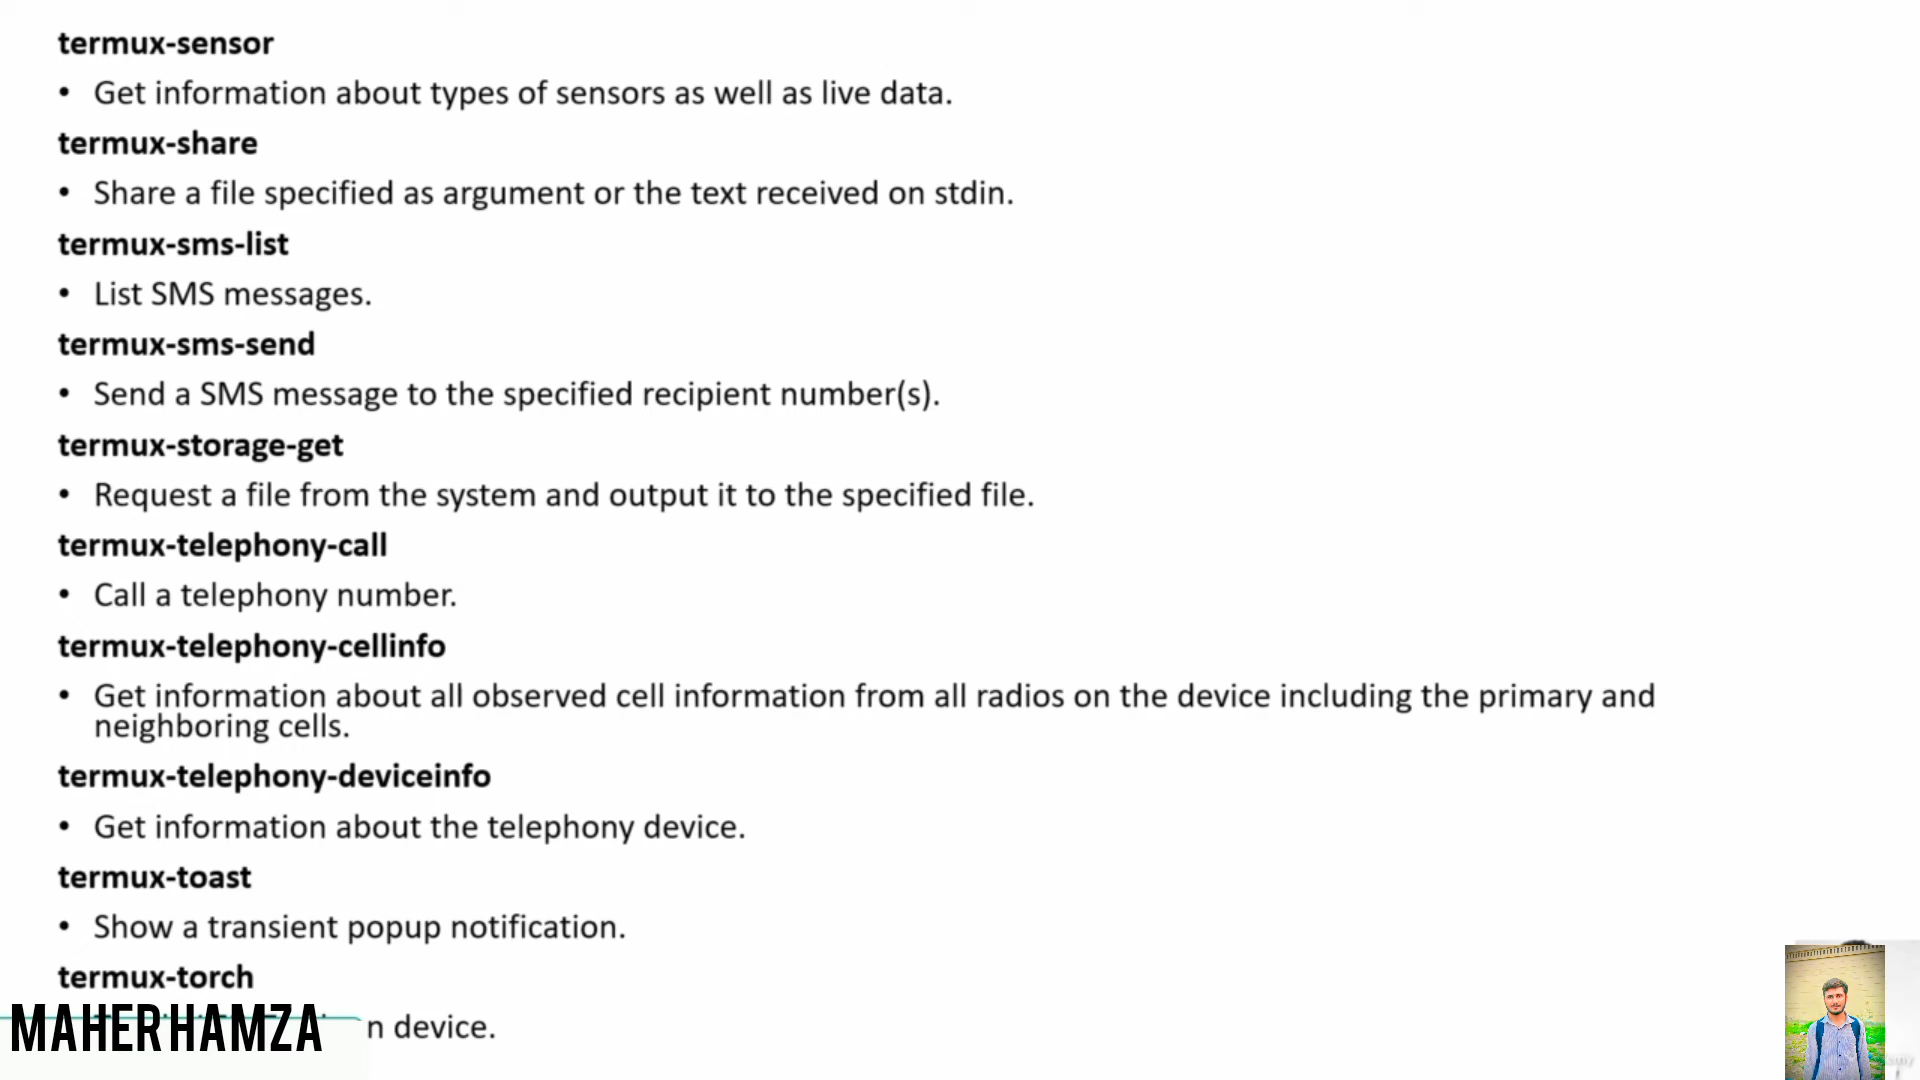 termux-sensor
• Get information about types of sensors as well as live data.
termux-share
• Share a file specified as argument or the text received on stdin.
termux-sms-list
• List SMS messages.
termux-sms-send
• Send a SMS message to the specified recipient number(s).
termux-storage-get
• Request a file from the system and output it to the specified file.
termux-telephony-call
• Call a telephony number.
termux-telephony-cellinfo
• Get information about all observed cell information from all radios on the device including the primary and
neighboring cells.
termux-telephony-deviceinfo
• Get information about the telephony device.
termux-toast
• Show a transient popup notification.
termux-torch
device.
MAHER HAMZA